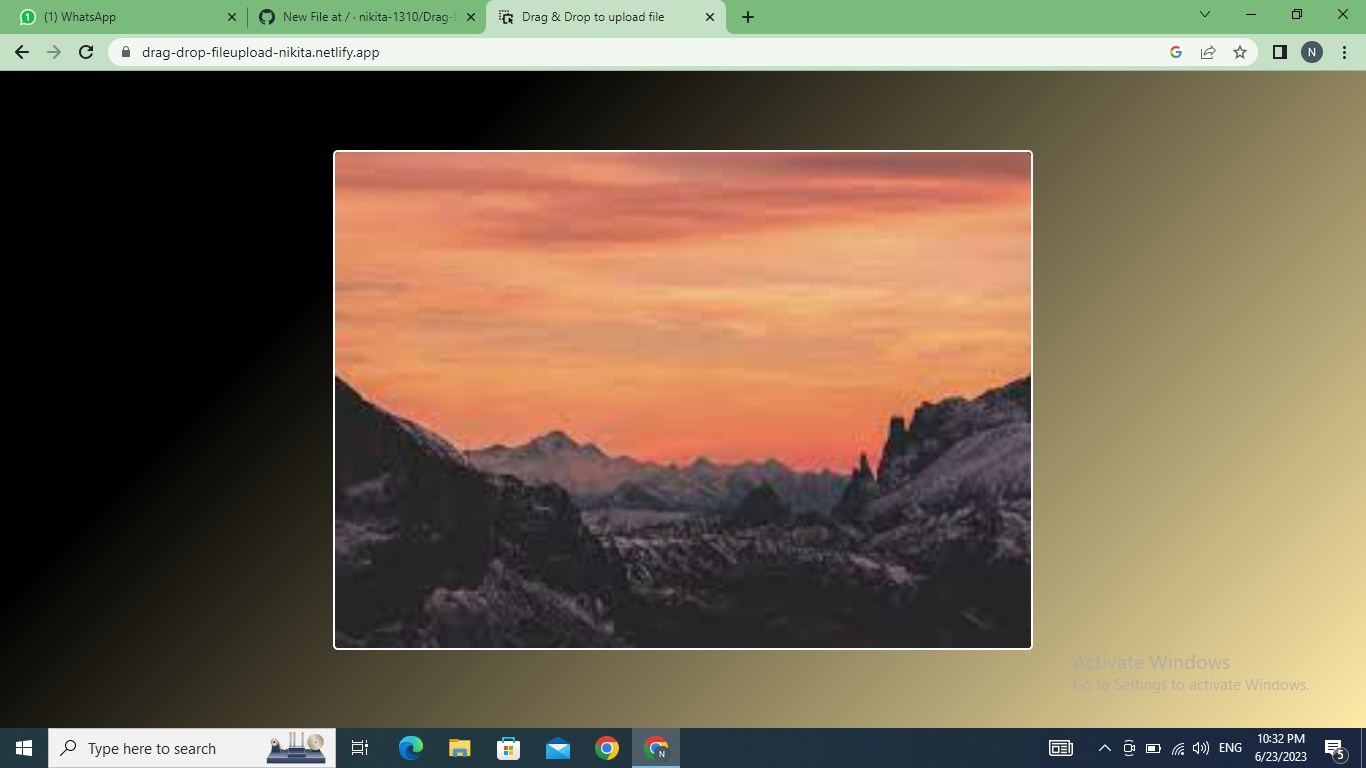 1
(1) WhatsApp
New File at / · nikita-1310/Drag-
Drag & Drop to upload file
drag-drop-fileupload-nikita.netlify.app
G
N
Activate Windows
Go to Settings to activate Windows.
Type here to search
N
ENG
10:32 PM
6/23/2023
5